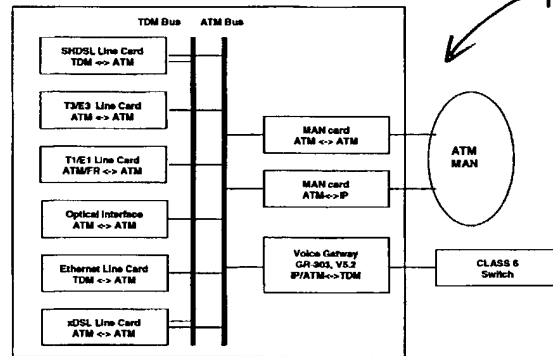 TDM Bus ATM Bus
SHDSL Line Card
TDM <-> ATM
T3/E3 Line Card
ATM <-> ATM
T1/E1 Line Card
ATM/FR <-> ATM
Optical Interface
ATM <-> ATM
Ethernet Line Card
TDM <-> ATM
xDSL Line Card
ATM <-> ATM
MAN card
ATM <-> ATM
MAN card
ATM<->IP
Voice Gatway
GR-303, V5.2
IP/ATM<->TDM
ATM
MAN
CLASS 5
Switch